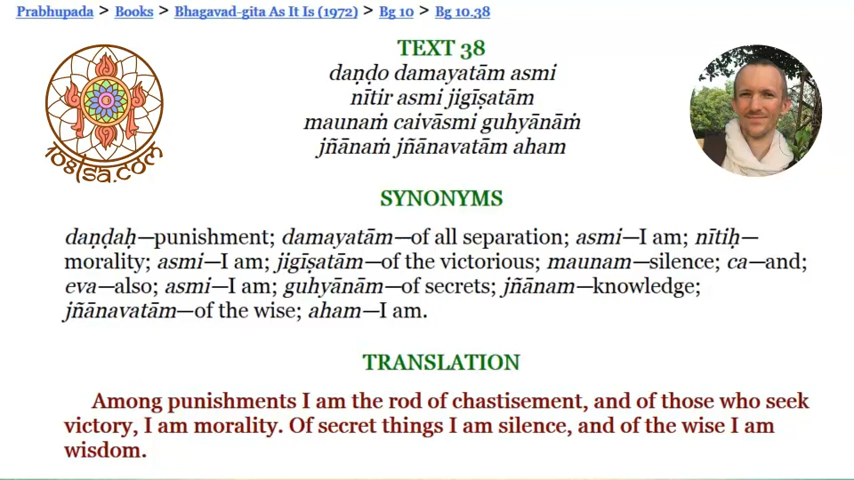 Prabhupada > Books > Bhagavad-gita As It Is (1972) > Bg 10 > Bg 10.38
TEXT 38
daṇḍo damayatām asmi
nītir asmi jigīṣatām
maunaṁ caivāsmi guhyānāṁ
jñānaṁ jñānavatām aham
108lsa.com
SYNONYMS
daṇḍaḥ—punishment; damayatām—of all separation; asmi—I am; nītiḥ—
morality; asmi—I am; jigīṣatām—of the victorious; maunam—silence; ca—and;
eva—also; asmi—I am; guhyānām—of secrets; jñānam—knowledge;
jñānavatām—of the wise; aham—I am.
TRANSLATION
Among punishments I am the rod of chastisement, and of those who seek
victory, I am morality. Of secret things I am silence, and of the wise I am
wisdom.